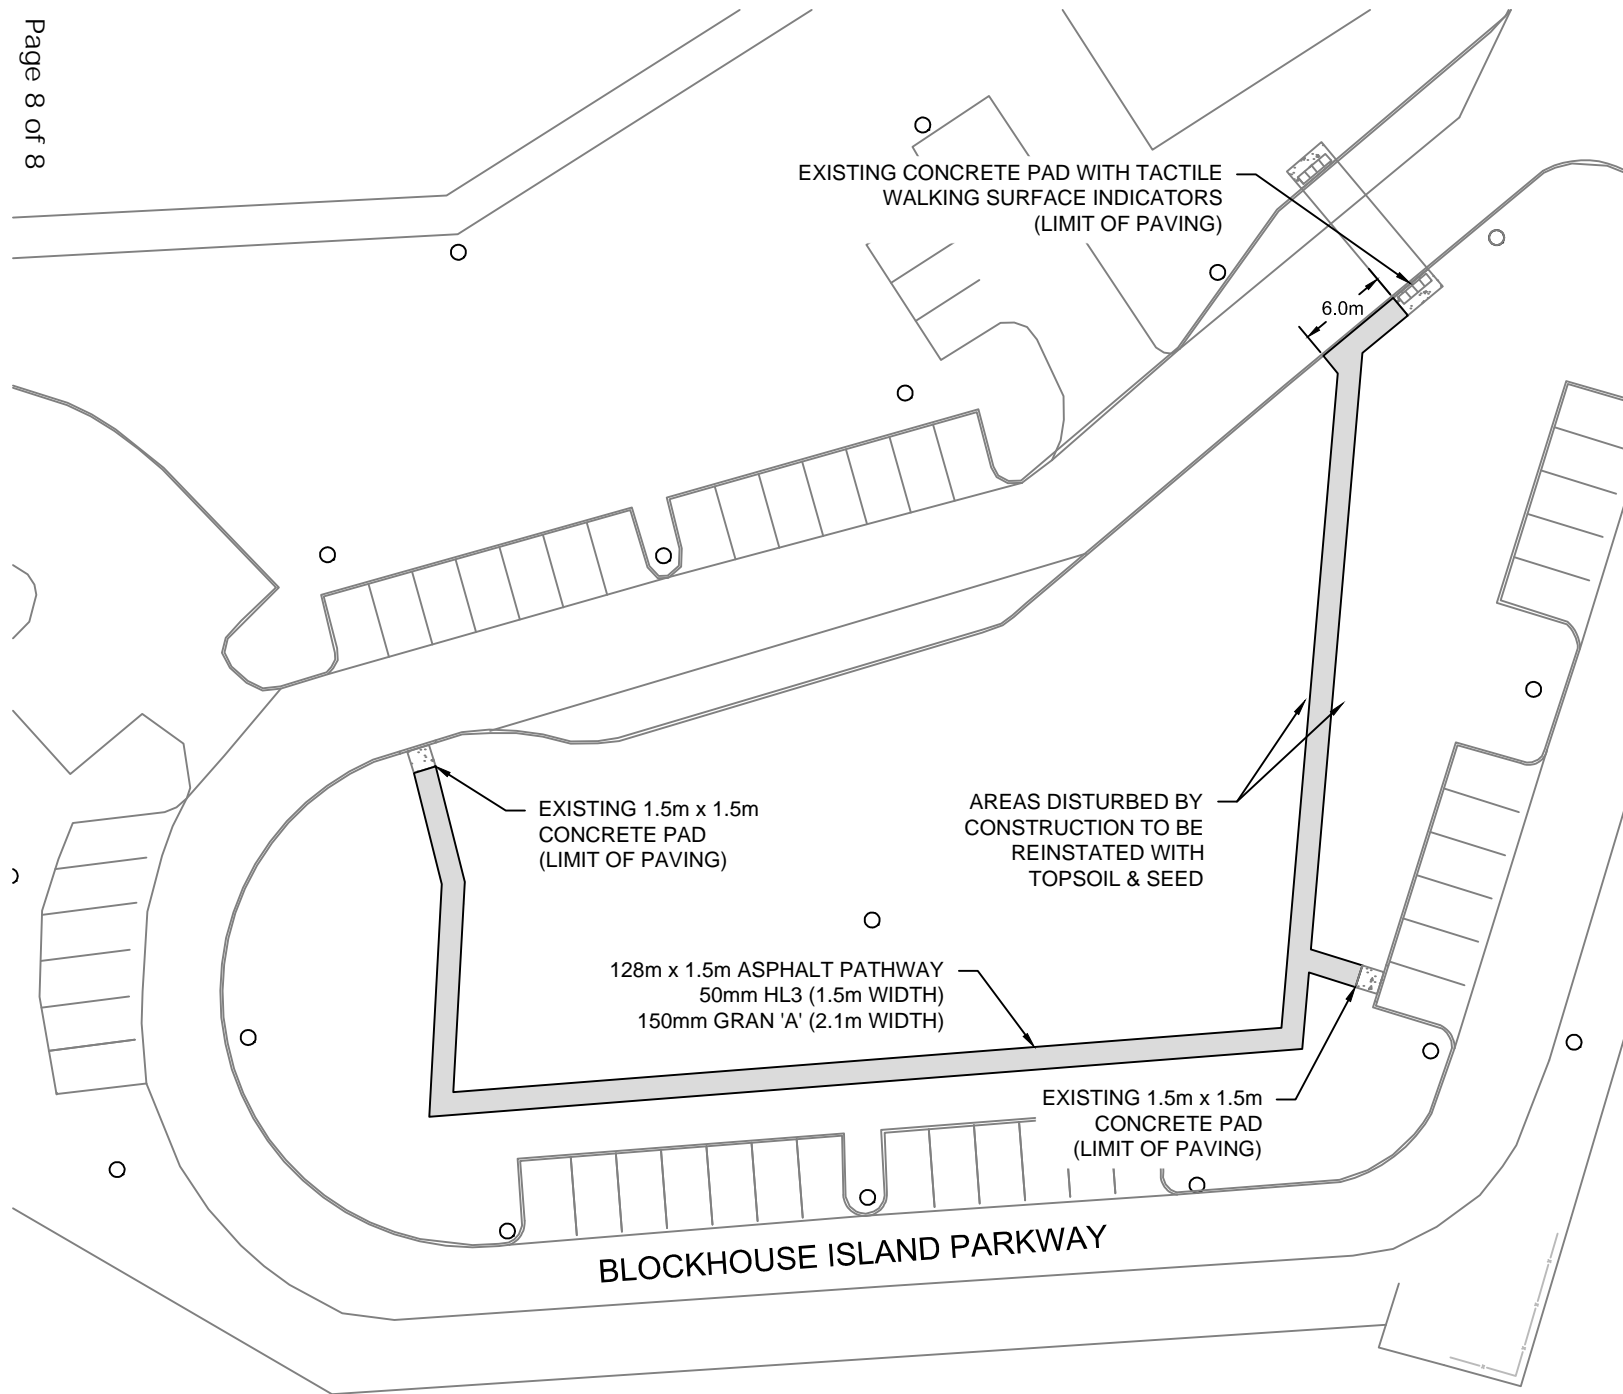 Page 8 of 8
EXISTING CONCRETE PAD WITH TACTILE
WALKING SURFACE INDICATORS
(LIMIT OF PAVING)
6.0m
EXISTING 1.5m x 1.5m
CONCRETE PAD
(LIMIT OF PAVING)
AREAS DISTURBED BY
CONSTRUCTION TO BE
REINSTATED WITH
TOPSOIL & SEED
128m x 1.5m ASPHALT PATHWAY
50mm HL3 (1.5m WIDTH)
150mm GRAN 'A' (2.1m WIDTH)
EXISTING 1.5m x 1.5m
CONCRETE PAD
(LIMIT OF PAVING)
BLOCKHOUSE ISLAND PARKWAY